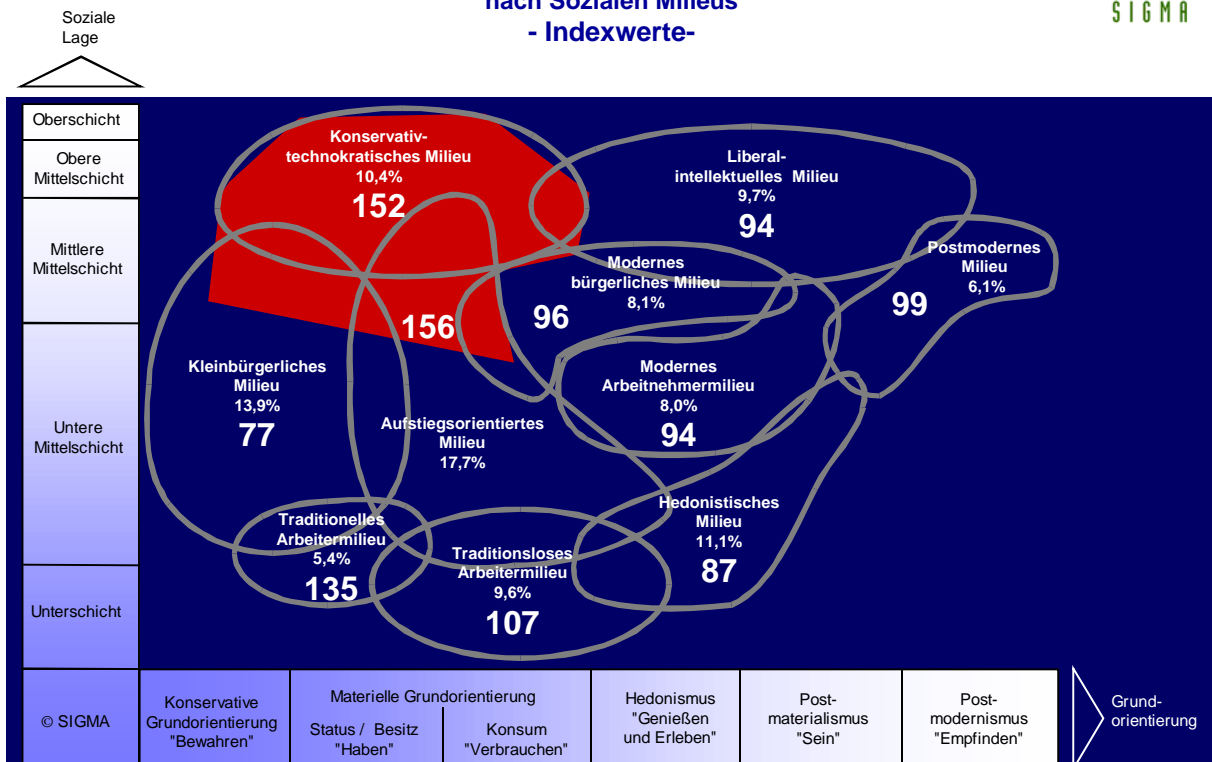 nach Sozialen Milieus
- Indexwerte-
SIGMA
Soziale
Lage
Oberschicht
Obere
Mittelschicht
Mittlere
Mittelschicht
Untere
Mittelschicht
Unterschicht
Konservativ-
technokratisches Milieu
10,4%
152
Liberal-
intellektuelles Milieu
9,7%
94
Postmodernes
Milieu
6,1%
99
Modernes
bürgerliches Milieu
8,1%
96
156
Kleinbürgerliches
Milieu
13,9%
77
Aufstiegsorientiertes
Milieu
17,7%
Modernes
Arbeitnehmermilieu
8,0%
94
Hedonistisches
Milieu
11,1%
87
Traditionelles
Arbeitermilieu
5,4%
135
Traditionsloses
Arbeitermilieu
9,6%
107
© SIGMA
Konservative
Grundorientierung
"Bewahren"
Materielle Grundorientierung
Status / Besitz
"Haben"
Konsum
"Verbrauchen"
Hedonismus
"Genießen
und Erleben"
Post-
materialismus
"Sein"
Post-
modernismus
"Empfinden"
Grund-
orientierung